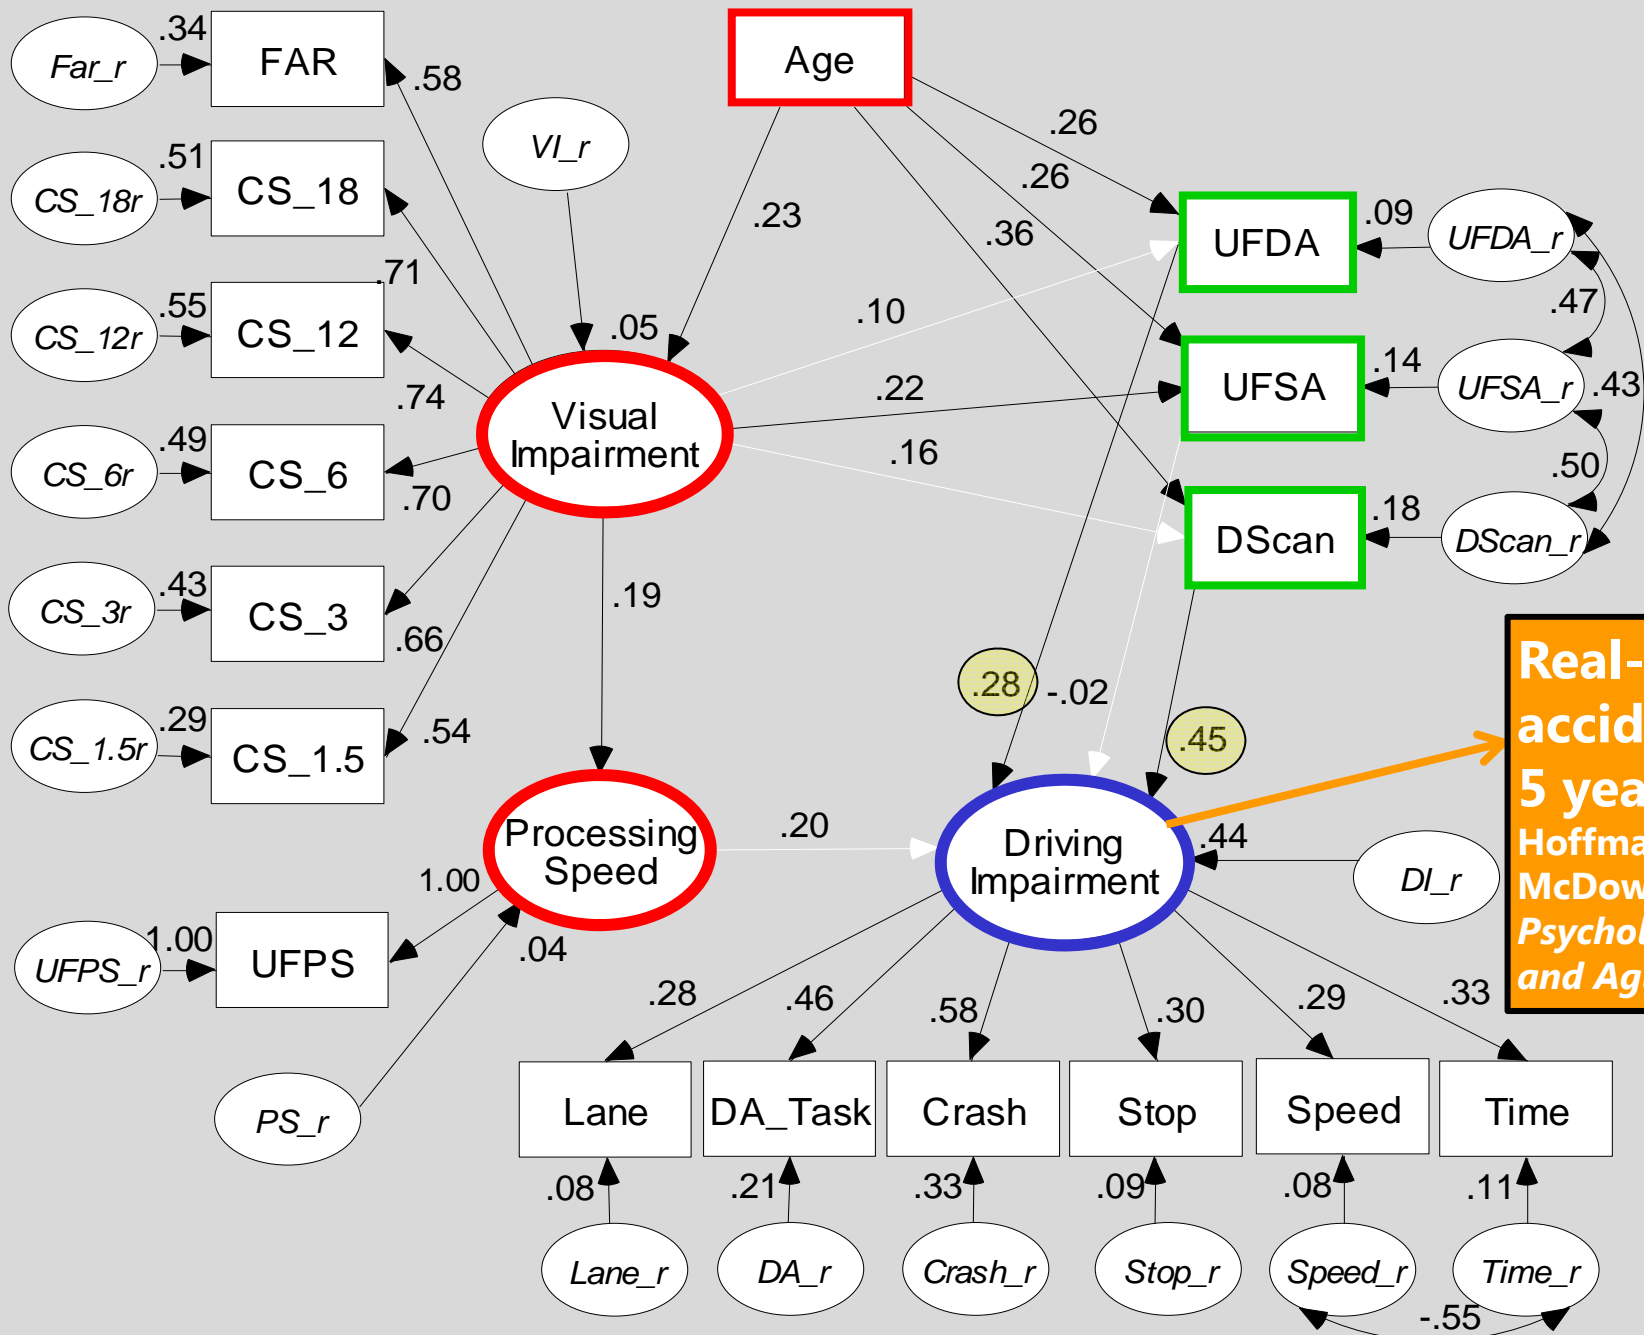 .34
Far_r
FAR
.58
Age
VI_r
.26
.51
CS_18r
CS_18
.26
.23
.36
UFDA
.09
UFDA_r
.71
.55
CS_12r
CS_12
.05
.10
.47
.74
Visual
Impairment
.22
UFSA
.14
UFSA_r
.43
.49
CS_6r
CS_6
.70
.16
.50
DScan
.18
DScan_r
.43
CS_3r
CS_3
.66
.19
.28
-.02
.45
Real-
.29
CS_1.5r
CS_1.5
.54
5
Processing
Speed
.20
Driving
Impairment
.44
DI_r
1.00
1.00
UFPS_r
UFPS
.04
Psychol
and
.28
.46
.58
.30
.29
.33
PS_r
Lane
DA_Task
Crash
Stop
Speed
Time
.08
.21
.33
.09
.08
.11
Lane_r
DA_r
Crash_r
Stop_r
Speed_r
Time_r
-.55